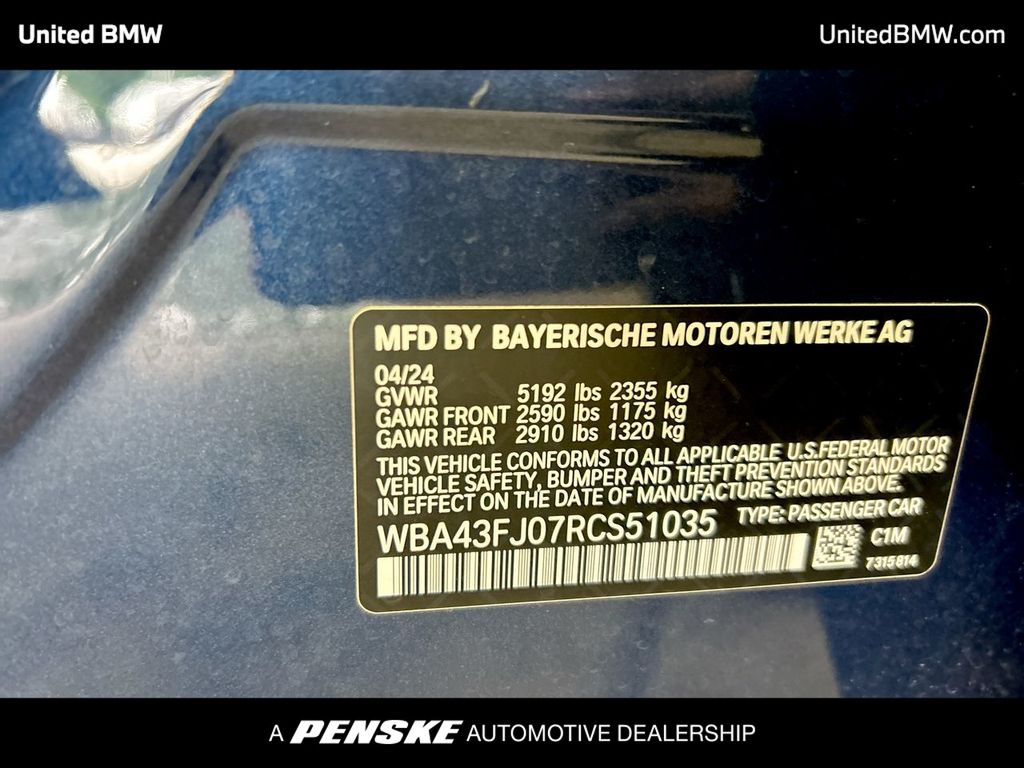 United BMW
UnitedBMW.com
MFD BY BAYERISCHE MOTOREN WERKE AG
04/24
GVWR 5192 lbs 2355 kg
GAWR FRONT 2590 lbs 1175 kg
GAWR REAR 2910 lbs 1320 kg
THIS VEHICLE CONFORMS TO ALL APPLICABLE U.S.FEDERAL MOTOR
VEHICLE SAFETY, BUMPER AND THEFT PREVENTION STANDARDS
IN EFFECT ON THE DATE OF MANUFACTURE SHOWN ABOVE.
WBA43FJ07RCS51035 TYPE: PASSENGER CAR
C1M
7315814
A PENSKE AUTOMOTIVE DEALERSHIP